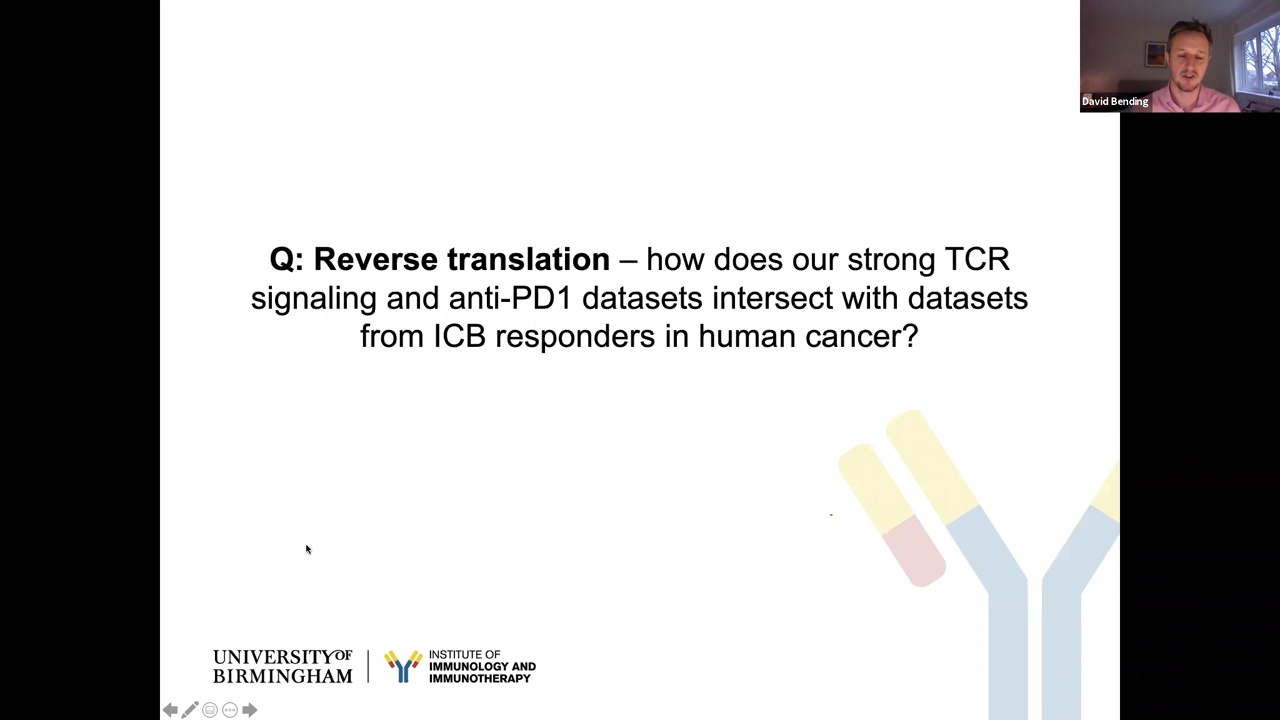 David Bending
Q: Reverse translation – how does our strong TCR
signaling and anti-PD1 datasets intersect with datasets
from ICB responders in human cancer?
UNIVERSITY OF
BIRMINGHAM
INSTITUTE OF
IMMUNOLOGY AND
IMMUNOTHERAPY